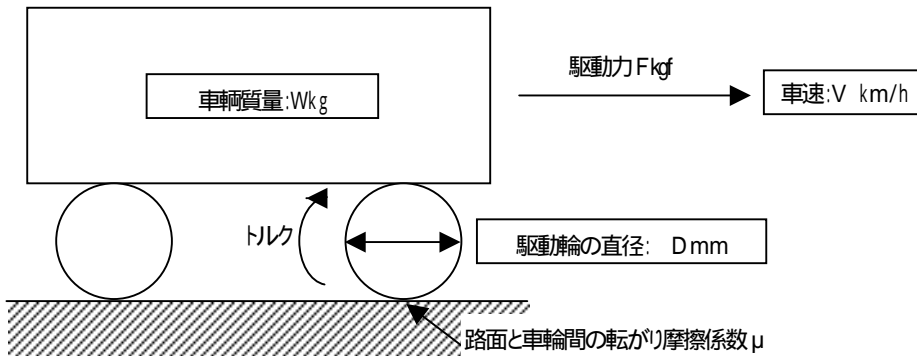 駆動力Fkgf
車輌質量:Wkg
車速:V km/h
トルク
駆動輪の直径: Dmm
路面と車輪間の転がり摩擦係数μ